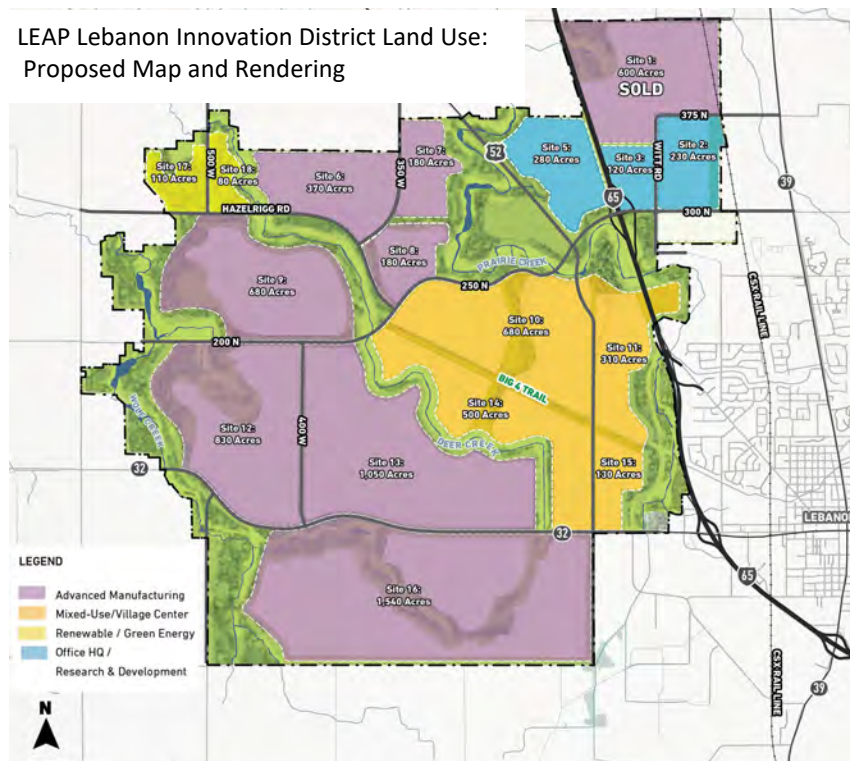 LEAP Lebanon Innovation District Land Use:
Proposed Map and Rendering
Site 1:
600 Acres
SOLD
375 N
Site 7:
180 Acres
52
Site 5:
280 Acres
Site 3:
120 Acres
WITT RD
Site 2:
230 Acres
39
Site 17:
110 Acres
500 W
Site 18:
80 Acres
Site 6:
370 Acres
350 W
65
HAZELRIGG RD
300 N
Site 8:
180 Acres
PRAIRIE CREEK
Site 9:
680 Acres
250 N
CSX RAIL LINE
Site 10:
680 Acres
200 N
Site 11:
310 Acres
BIG 4 TRAIL
WOLF CREEK
Site 14:
500 Acres
Site 12:
830 Acres
400 W
DEER CREEK
Site 13:
1,050 Acres
Site 15:
130 Acres
32
LEBANON
32
LEGEND
Advanced Manufacturing
Mixed-Use/Village Center
Renewable / Green Energy
Office HQ /
Research & Development
65
Site 16:
1,540 Acres
CSX RAIL LINE
39
N